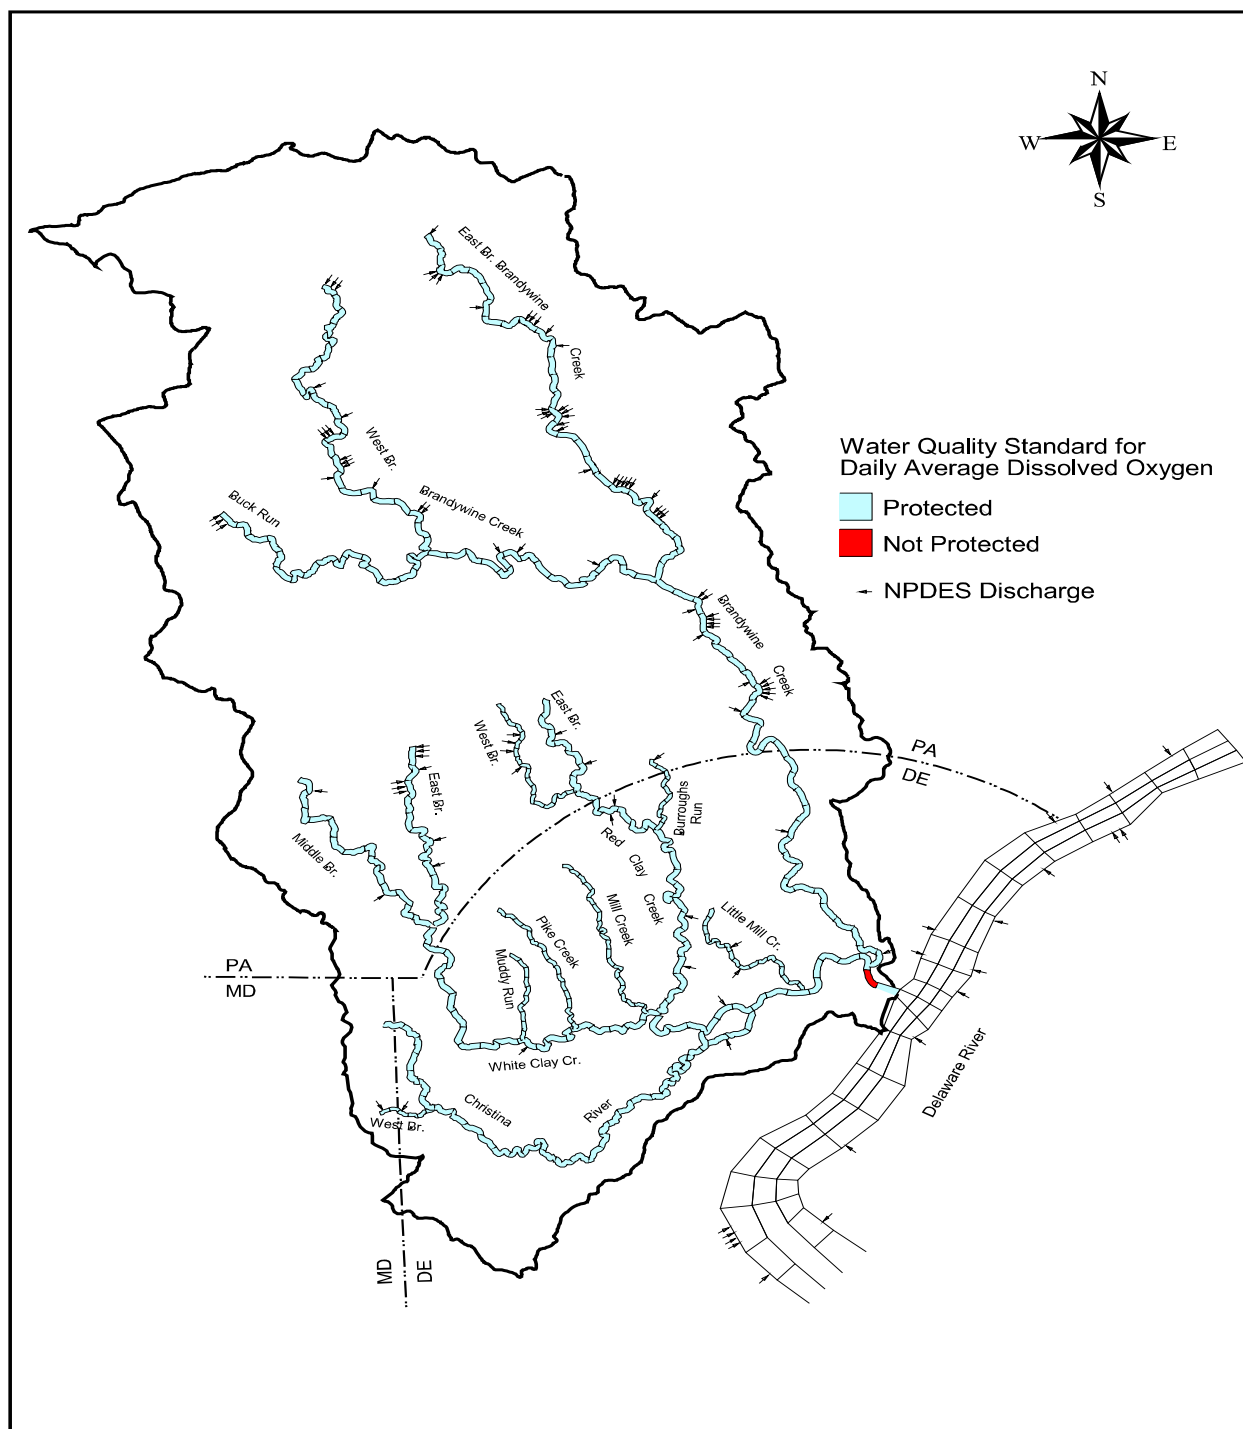 N
W
E
S
East Br. Brandywine
Creek
Water Quality Standard for
Daily Average Dissolved Oxygen
Protected
Not Protected
NPDES Discharge
West Br.
Brandywine Creek
Buck Run
Brandywine
Creek
East Br.
West Br.
PA
DE
East Br.
Middle Br.
Burroughs
Run
Red Clay Creek
Mill Creek
Pike Creek
Muddy Run
Little Mill Cr.
PA
MD
White Clay Cr.
Christina
River
West Br.
Delaware River
MD
DE